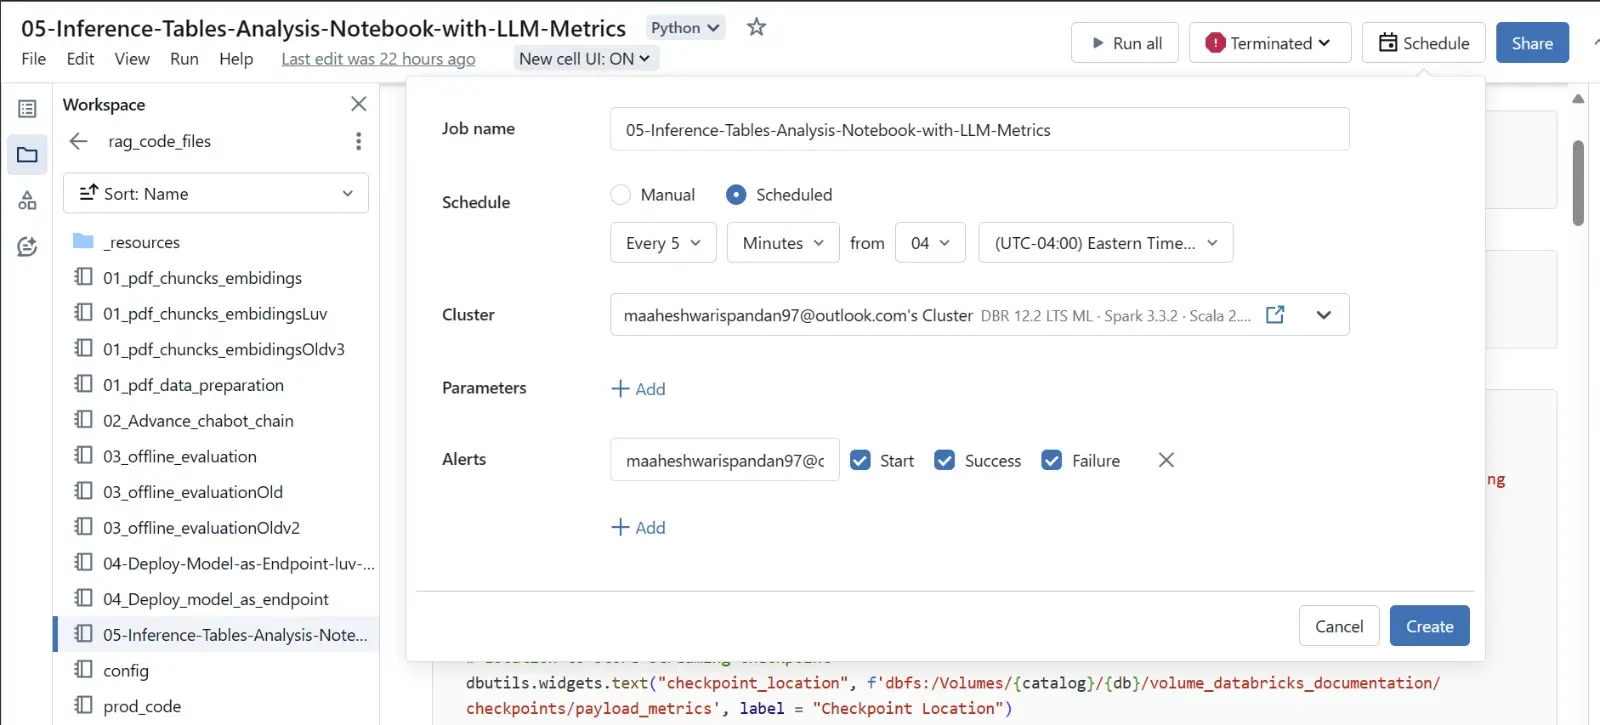 05-Inference-Tables-Analysis-Notebook-with-LLM-Metrics Python
File Edit View Run Help Last edit was 22 hours ago New cell UI: ON
Run all Terminated Schedule Share
Workspace
rag_code_files
Sort: Name
_resources
01_pdf_chuncks_embidings
01_pdf_chuncks_embidingsLuv
01_pdf_chuncks_embidingsOldv3
01_pdf_data_preparation
02_Advance_chabot_chain
03_offline_evaluation
03_offline_evaluationOld
03_offline_evaluationOldv2
04-Deploy-Model-as-Endpoint-luv-...
04_Deploy_model_as_endpoint
05-Inference-Tables-Analysis-Note...
config
prod_code
Job name 05-Inference-Tables-Analysis-Notebook-with-LLM-Metrics
Schedule Manual Scheduled
Every 5 Minutes from 04 (UTC-04:00) Eastern Time...
Cluster maaheshwarispandan97@outlook.com's Cluster DBR 12.2 LTS ML · Spark 3.3.2 · Scala 2....
Parameters + Add
Alerts maaheshwarispandan97@c Start Success Failure
+ Add
Cancel Create
ng
dbutils.widgets.text("checkpoint_location", f'dbfs:/Volumes/{catalog}/{db}/volume_databricks_documentation/
checkpoints/payload_metrics', label = "Checkpoint Location")